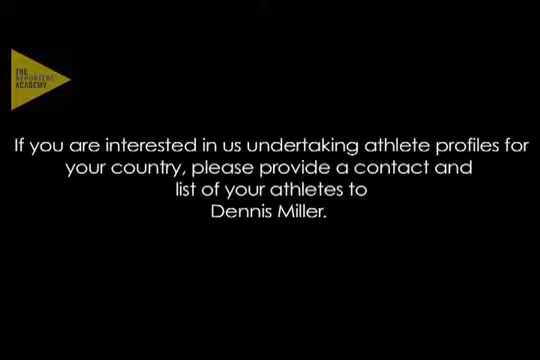 THE
REPORTERS'
ACADEMY
If you are interested in us undertaking athlete profiles for
your country, please provide a contact and
list of your athletes to
Dennis Miller.